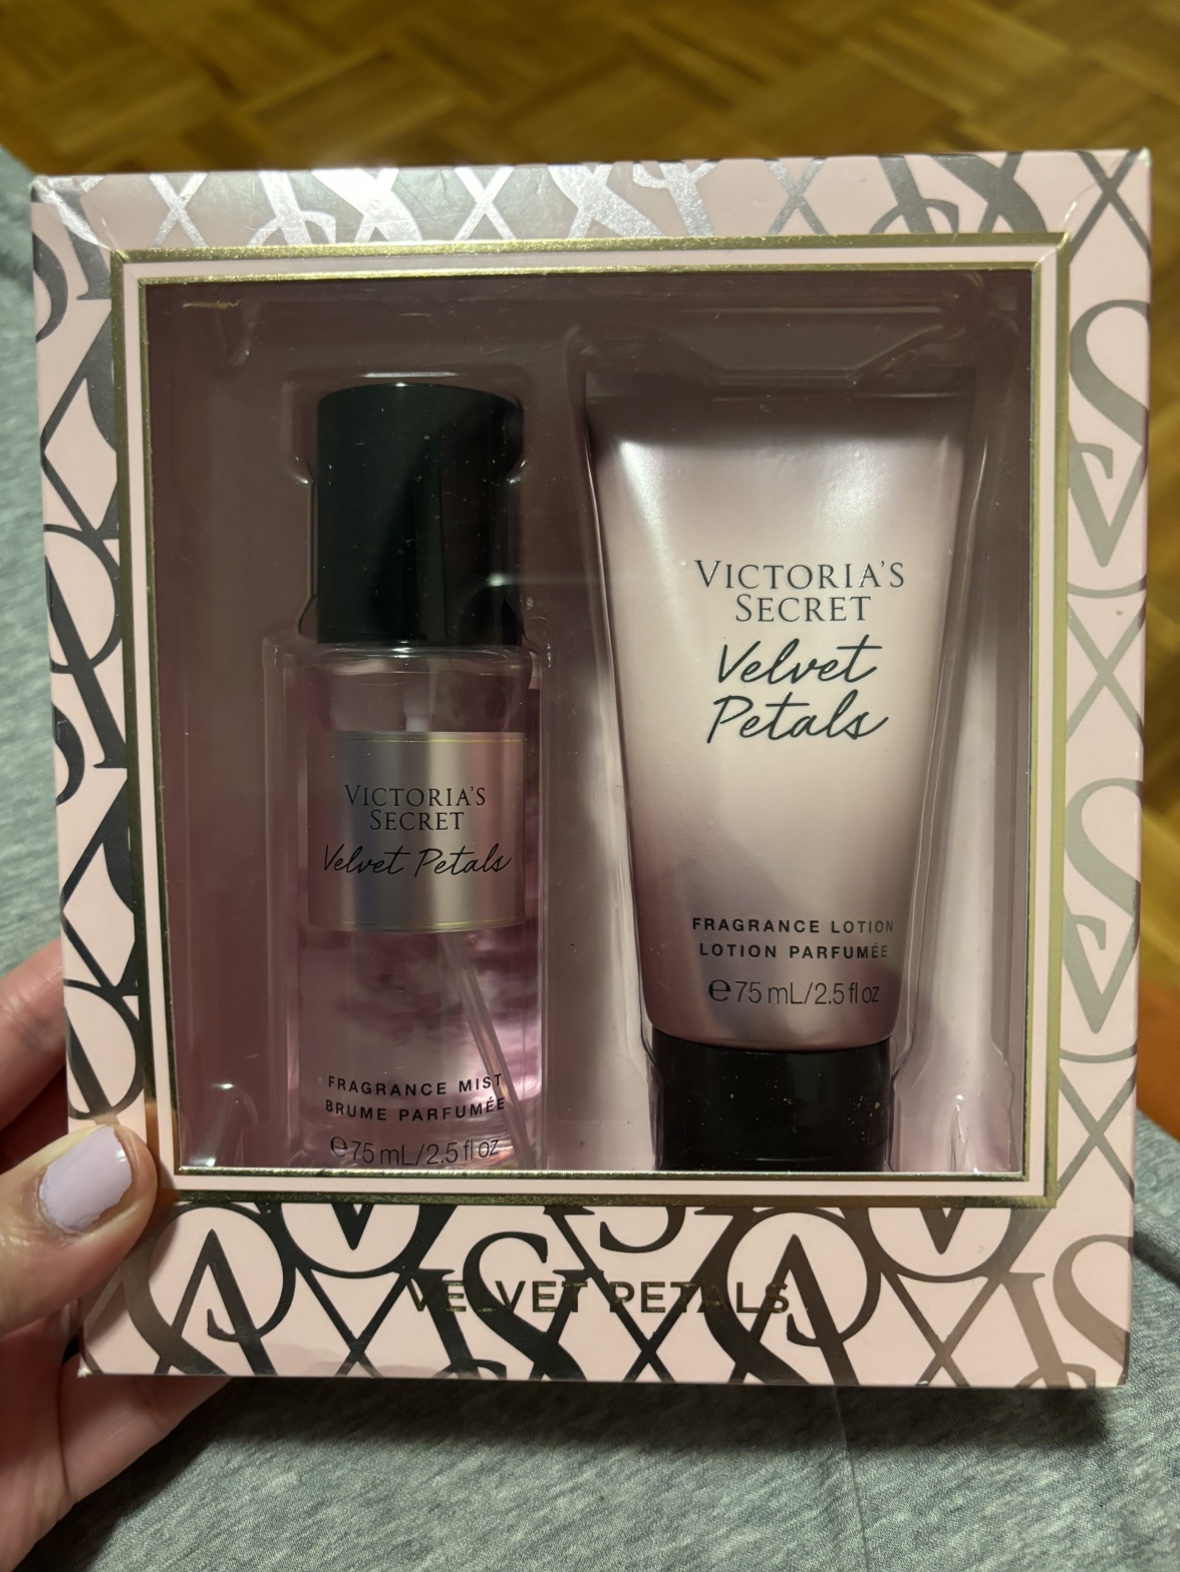 VICTORIA'S
SECRET
Velvet Petals
FRAGRANCE MIST
BRUME PARFUMÉE
℮75 mL/2.5 fl oz
VICTORIA'S
SECRET
Velvet
Petals
FRAGRANCE LOTION
LOTION PARFUMÉE
℮75 mL/2.5 fl oz
VELVET PETALS